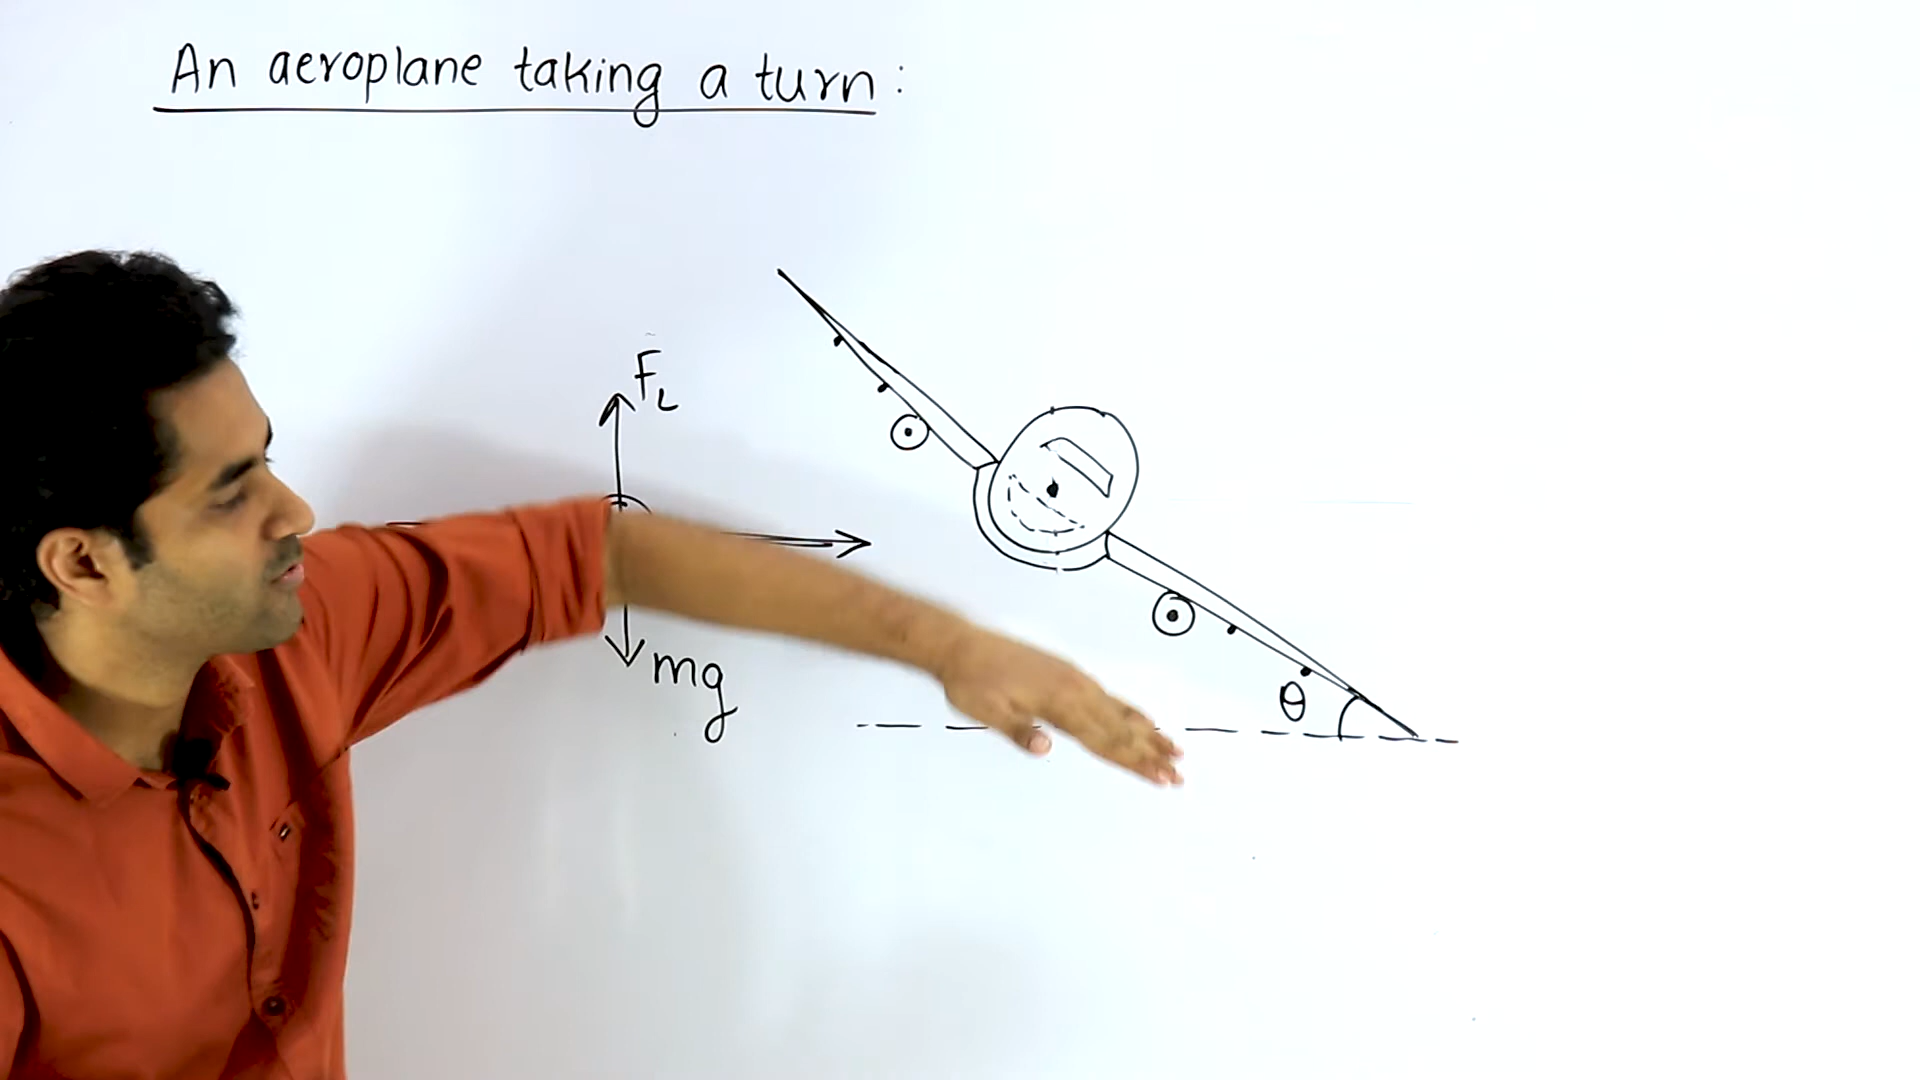 An aeroplane taking a turn:
F_L
mg
θ